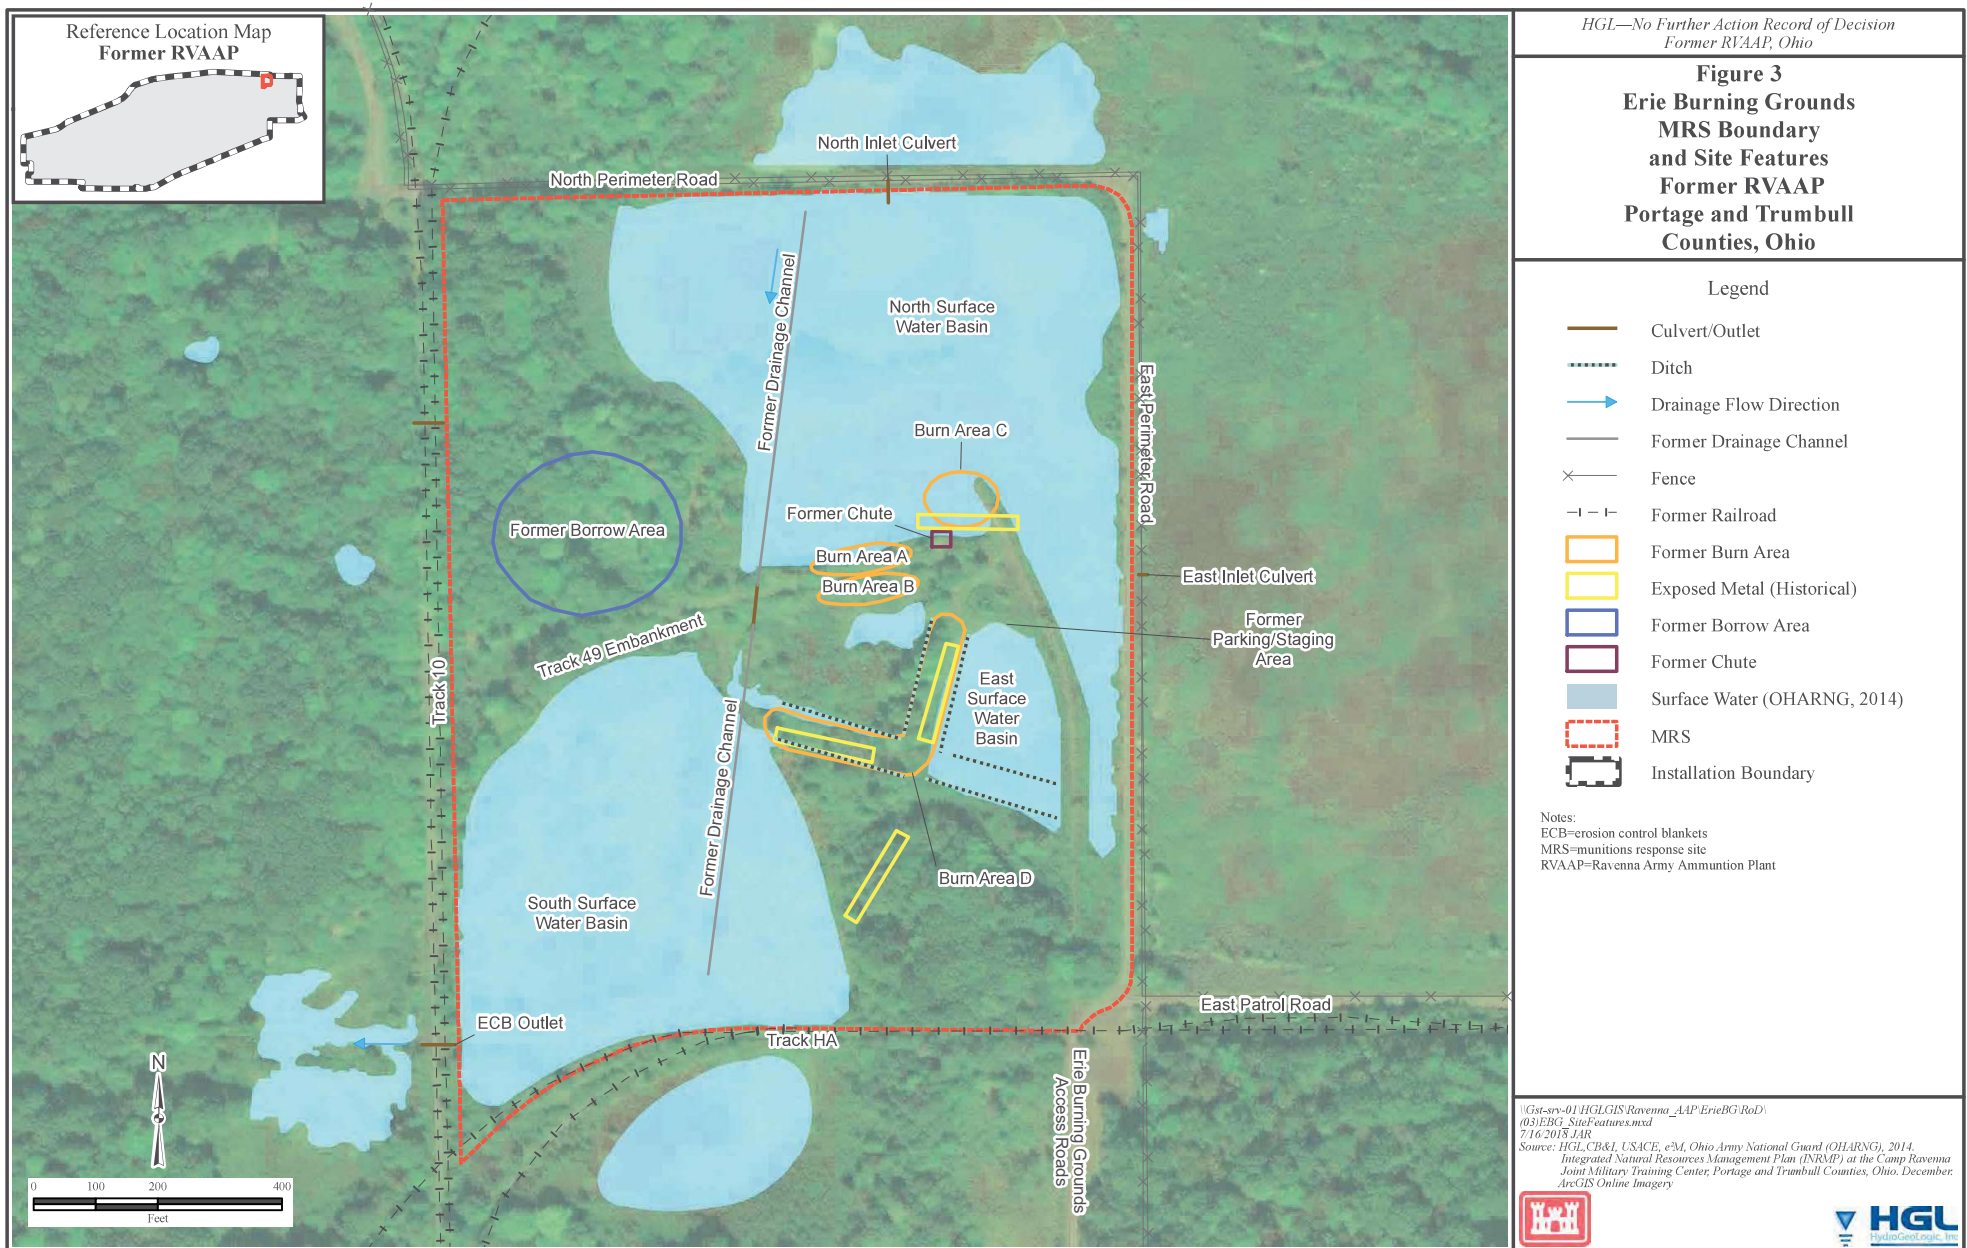 Reference Location Map
Former RVAAP
North Inlet Culvert
North Perimeter Road
North Surface
Water Basin
Former Drainage Channel
East Perimeter Road
Burn Area C
Former Chute
Former Borrow Area
Burn Area A
Burn Area B
East Inlet Culvert
Former
Parking/Staging
Area
Track 49 Embankment
Track 10
East
Surface
Water
Basin
Former Drainage Channel
Burn Area D
South Surface
Water Basin
ECB Outlet
East Patrol Road
Track HA
Erie Burning Grounds
Access Roads
N
0 100 200 400
Feet
HGL—No Further Action Record of Decision
Former RVAAP, Ohio
Figure 3
Erie Burning Grounds
MRS Boundary
and Site Features
Former RVAAP
Portage and Trumbull
Counties, Ohio
Legend
Culvert/Outlet
Ditch
Drainage Flow Direction
Former Drainage Channel
Fence
Former Railroad
Former Burn Area
Exposed Metal (Historical)
Former Borrow Area
Former Chute
Surface Water (OHARNG, 2014)
MRS
Installation Boundary
Notes:
ECB=erosion control blankets
MRS=munitions response site
RVAAP=Ravenna Army Ammuntion Plant
\\Gst-srv-01\HGLGIS\Ravenna_AAP\ErieBG\RoD\
(03)EBG_SiteFeatures.mxd
7/16/2018 JAR
Source: HGL,CB&I, USACE, e²M, Ohio Army National Guard (OHARNG), 2014.
Integrated Natural Resources Management Plan (INRMP) at the Camp Ravenna
Joint Military Training Center, Portage and Trumbull Counties, Ohio. December.
ArcGIS Online Imagery
HGL
HydroGeoLogic, Inc